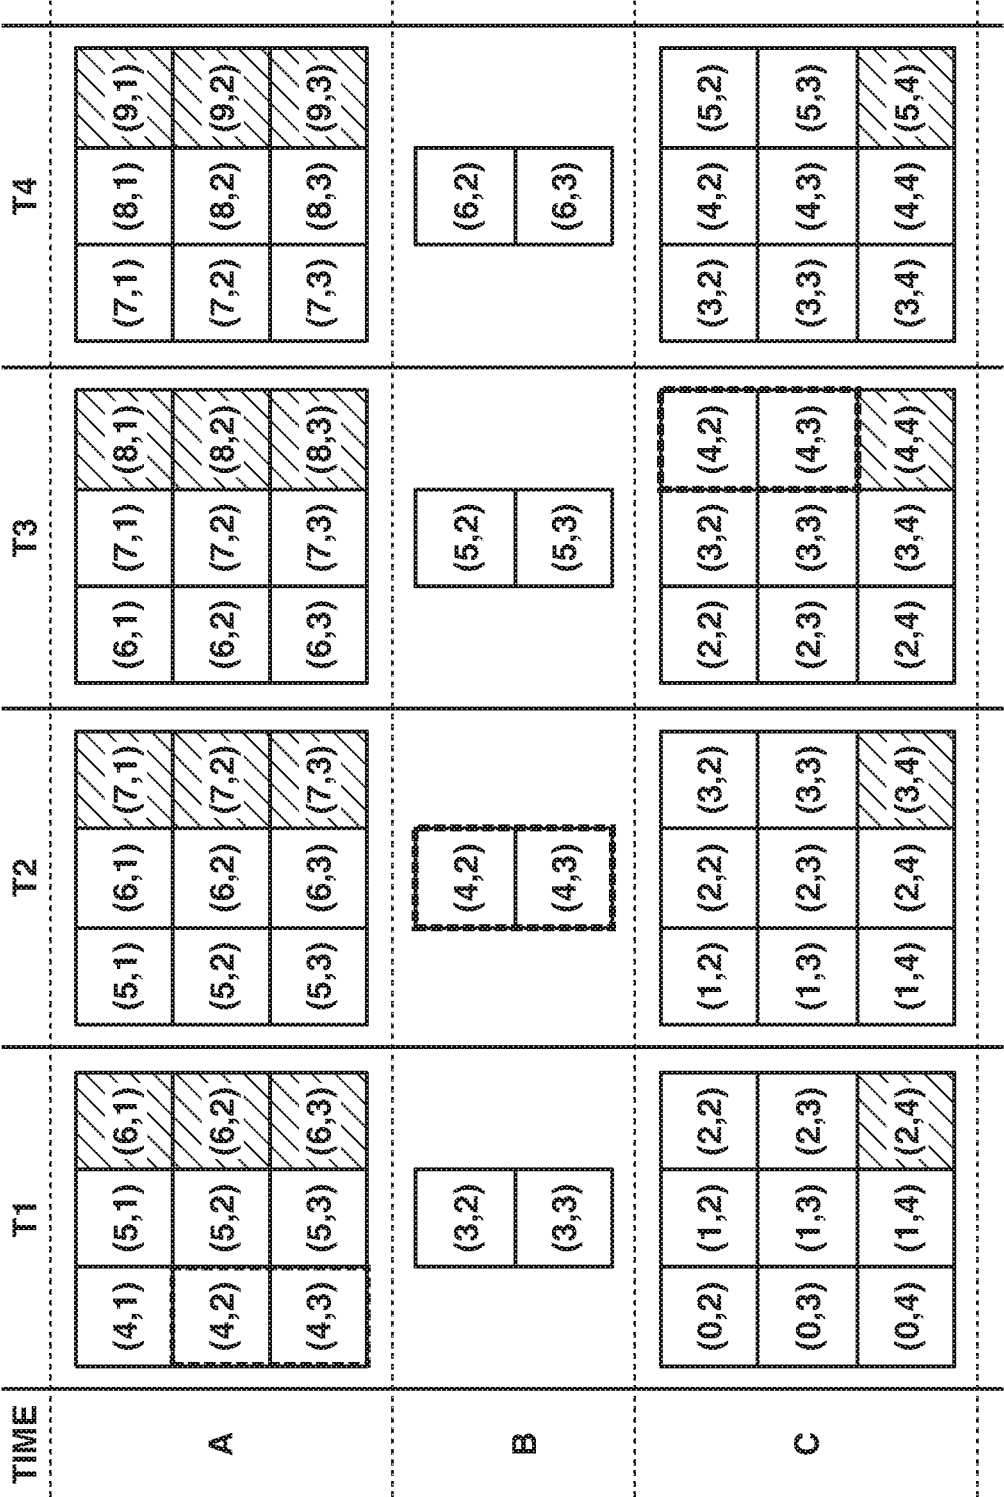 TIME T1 T2 T3 T4
(4,1) (5,1) (6,1) (5,1) (6,1) (7,1) (6,1) (7,1) (8,1) (7,1) (8,1) (9,1)
A (4,2) (5,2) (6,2) (5,2) (6,2) (7,2) (6,2) (7,2) (8,2) (7,2) (8,2) (9,2)
(4,3) (5,3) (6,3) (5,3) (6,3) (7,3) (6,3) (7,3) (8,3) (7,3) (8,3) (9,3)
(3,2) (4,2) (5,2) (6,2)
B
(3,3) (4,3) (5,3) (6,3)
(0,2) (1,2) (2,2) (1,2) (2,2) (3,2) (2,2) (3,2) (4,2) (3,2) (4,2) (5,2)
C (0,3) (1,3) (2,3) (1,3) (2,3) (3,3) (2,3) (3,3) (4,3) (3,3) (4,3) (5,3)
(0,4) (1,4) (2,4) (1,4) (2,4) (3,4) (2,4) (3,4) (4,4) (3,4) (4,4) (5,4)